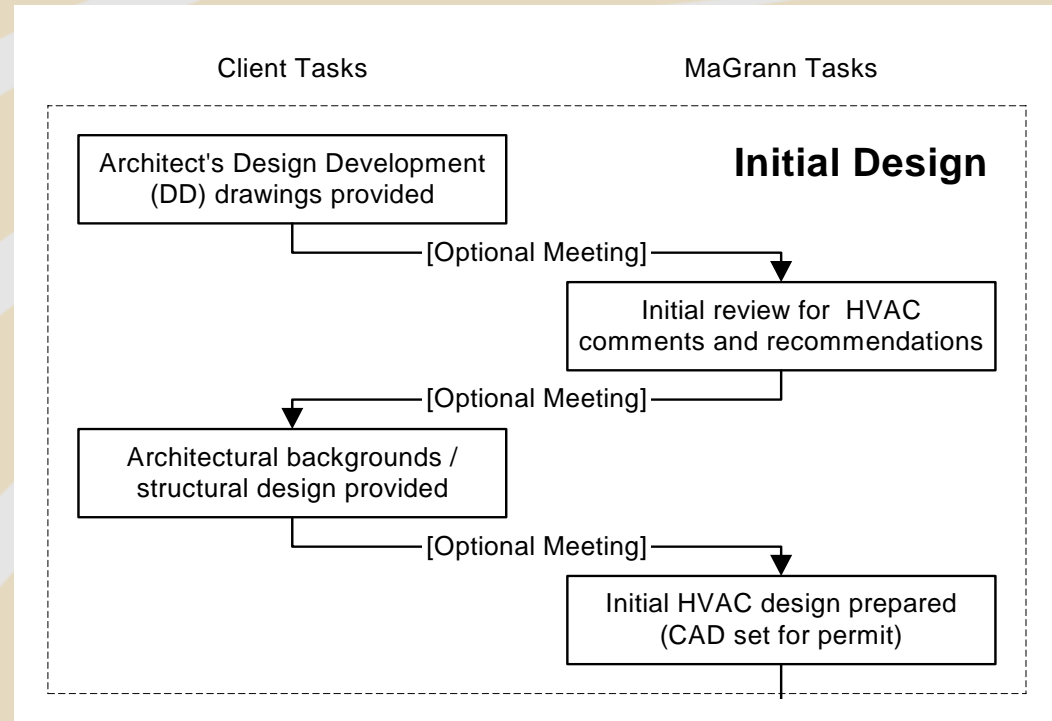 Client Tasks
MaGrann Tasks
Initial Design
Architect's Design Development
(DD) drawings provided
[Optional Meeting]
Initial review for HVAC
comments and recommendations
[Optional Meeting]
Architectural backgrounds /
structural design provided
[Optional Meeting]
Initial HVAC design prepared
(CAD set for permit)